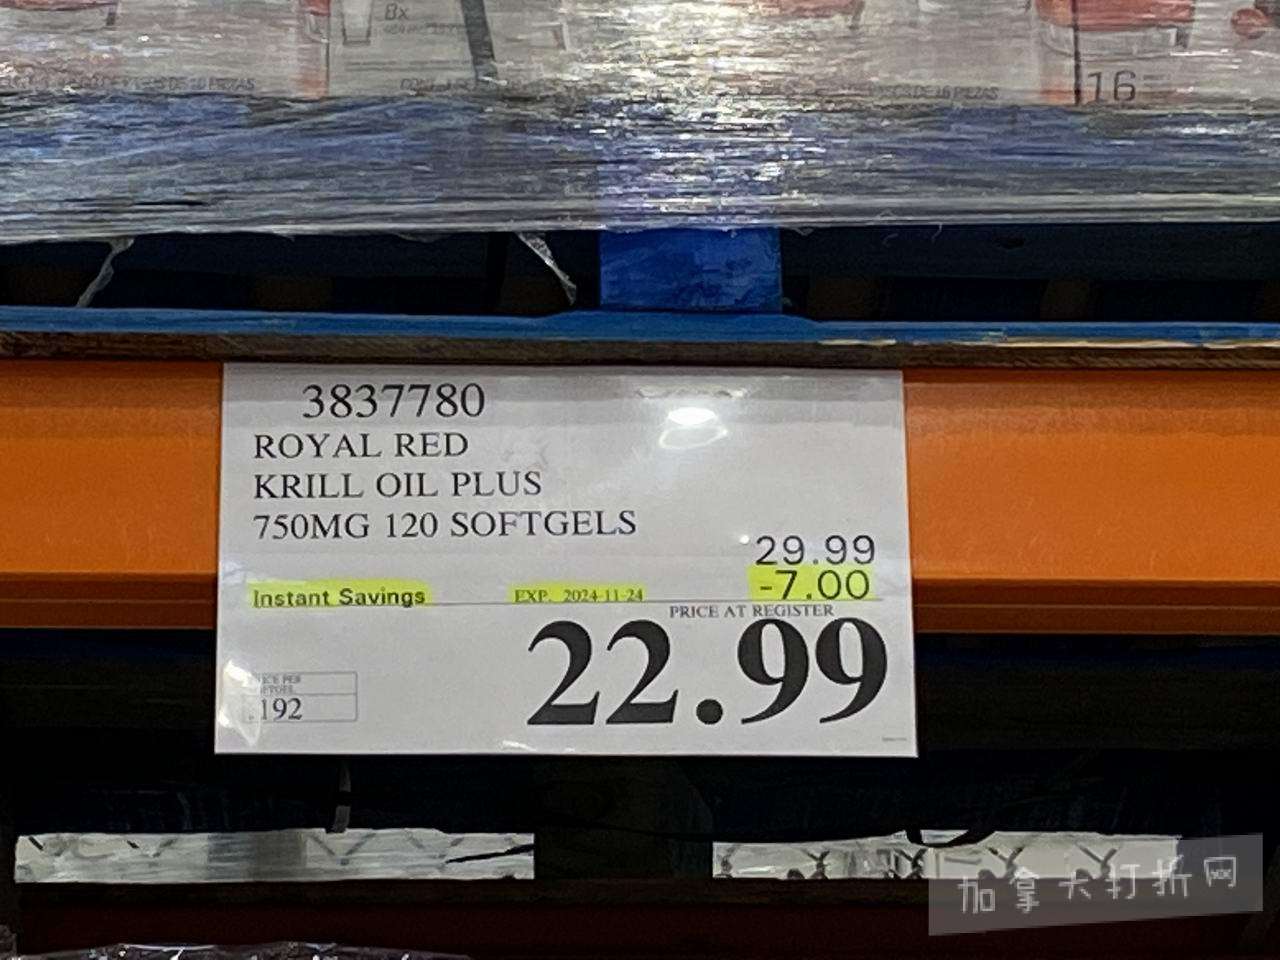 8x
16
3837780
ROYAL RED
KRILL OIL PLUS
750MG 120 SOFTGELS
29.99
Instant Savings EXP. 2024-11-24 -7.00
PRICE AT REGISTER
22.99
.192
加拿大打折网